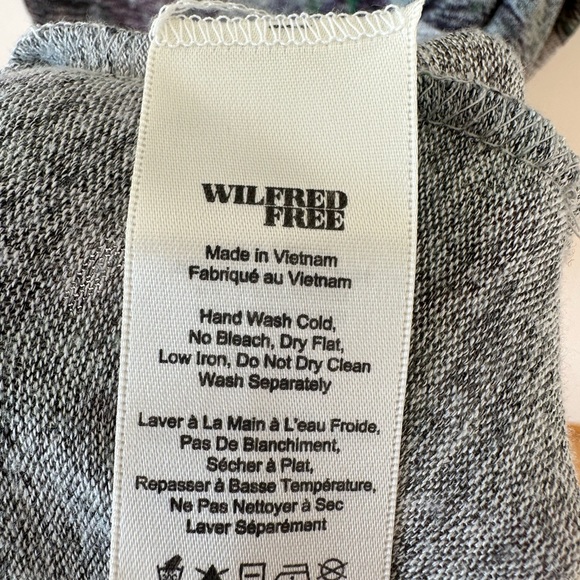 WILFRED
FREE
Made in Vietnam
Fabriqué au Vietnam
Hand Wash Cold,
No Bleach, Dry Flat,
Low Iron, Do Not Dry Clean
Wash Separately
Laver à La Main à L'eau Froide,
Pas De Blanchiment,
Sécher à Plat,
Repasser à Basse Température,
Ne Pas Nettoyer à Sec
Laver Séparément